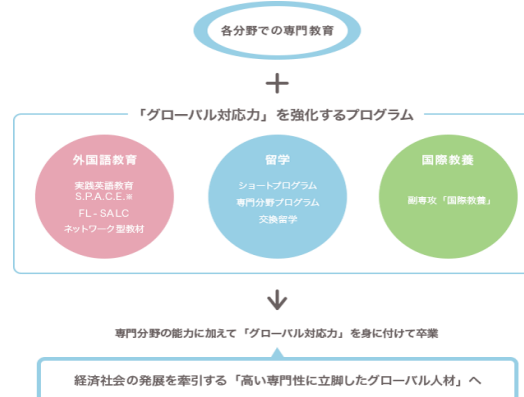 各分野での専門教育
+
「グローバル対応力」を強化するプログラム
外国語教育
実践英語教育
S.P.A.C.E.※
FL-SALC
ネットワーク型教材
留学
ショートプログラム
専門分野プログラム
交換留学
国際教養
副専攻「国際教養」
専門分野の能力に加えて「グローバル対応力」を身に付けて卒業
経済社会の発展を牽引する「高い専門性に立脚したグローバル人材」へ